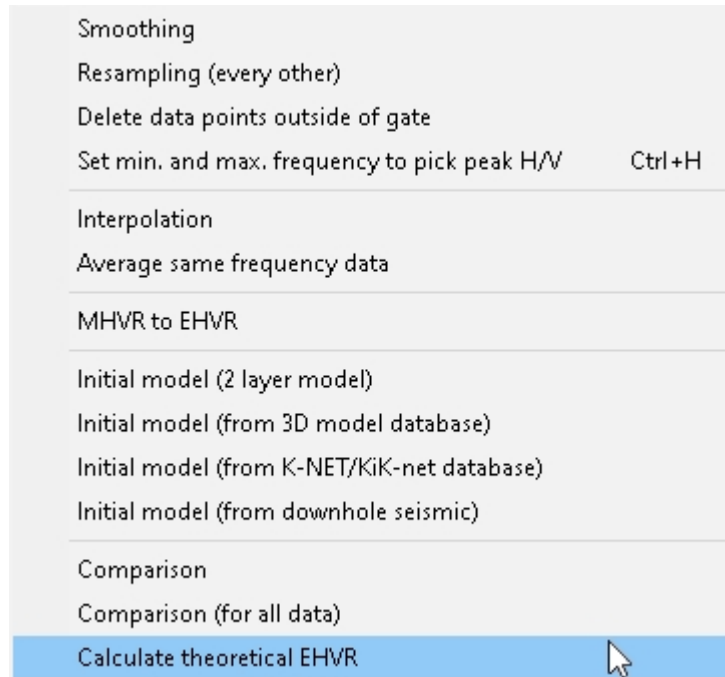 Smoothing
Resampling (every other)
Delete data points outside of gate
Set min. and max. frequency to pick peak H/V Ctrl+H
Interpolation
Average same frequency data
MHVR to EHVR
Initial model (2 layer model)
Initial model (from 3D model database)
Initial model (from K-NET/KiK-net database)
Initial model (from downhole seismic)
Comparison
Comparison (for all data)
Calculate theoretical EHVR